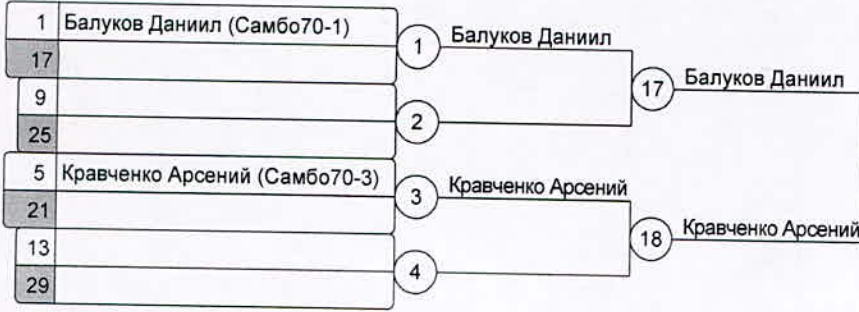 1 Балуков Даниил (Самбо70-1)
17
1 Балуков Даниил
9
25
2
17 Балуков Даниил
5 Кравченко Арсений (Самбо70-3)
21
3 Кравченко Арсений
13
29
4
18 Кравченко Арсений